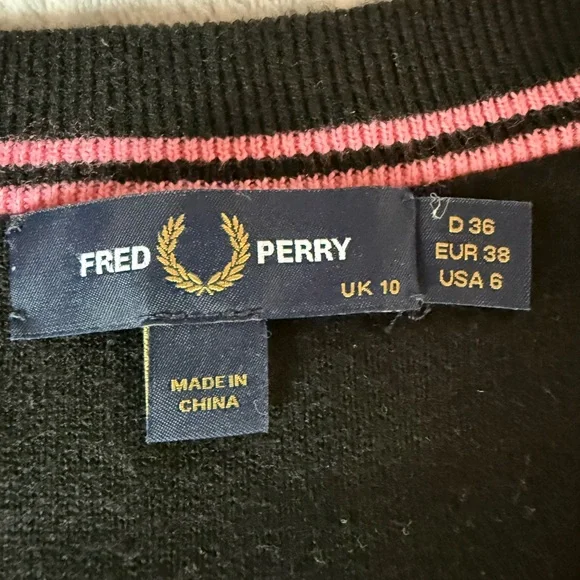 FRED PERRY
UK 10
D 36
EUR 38
USA 6
MADE IN
CHINA